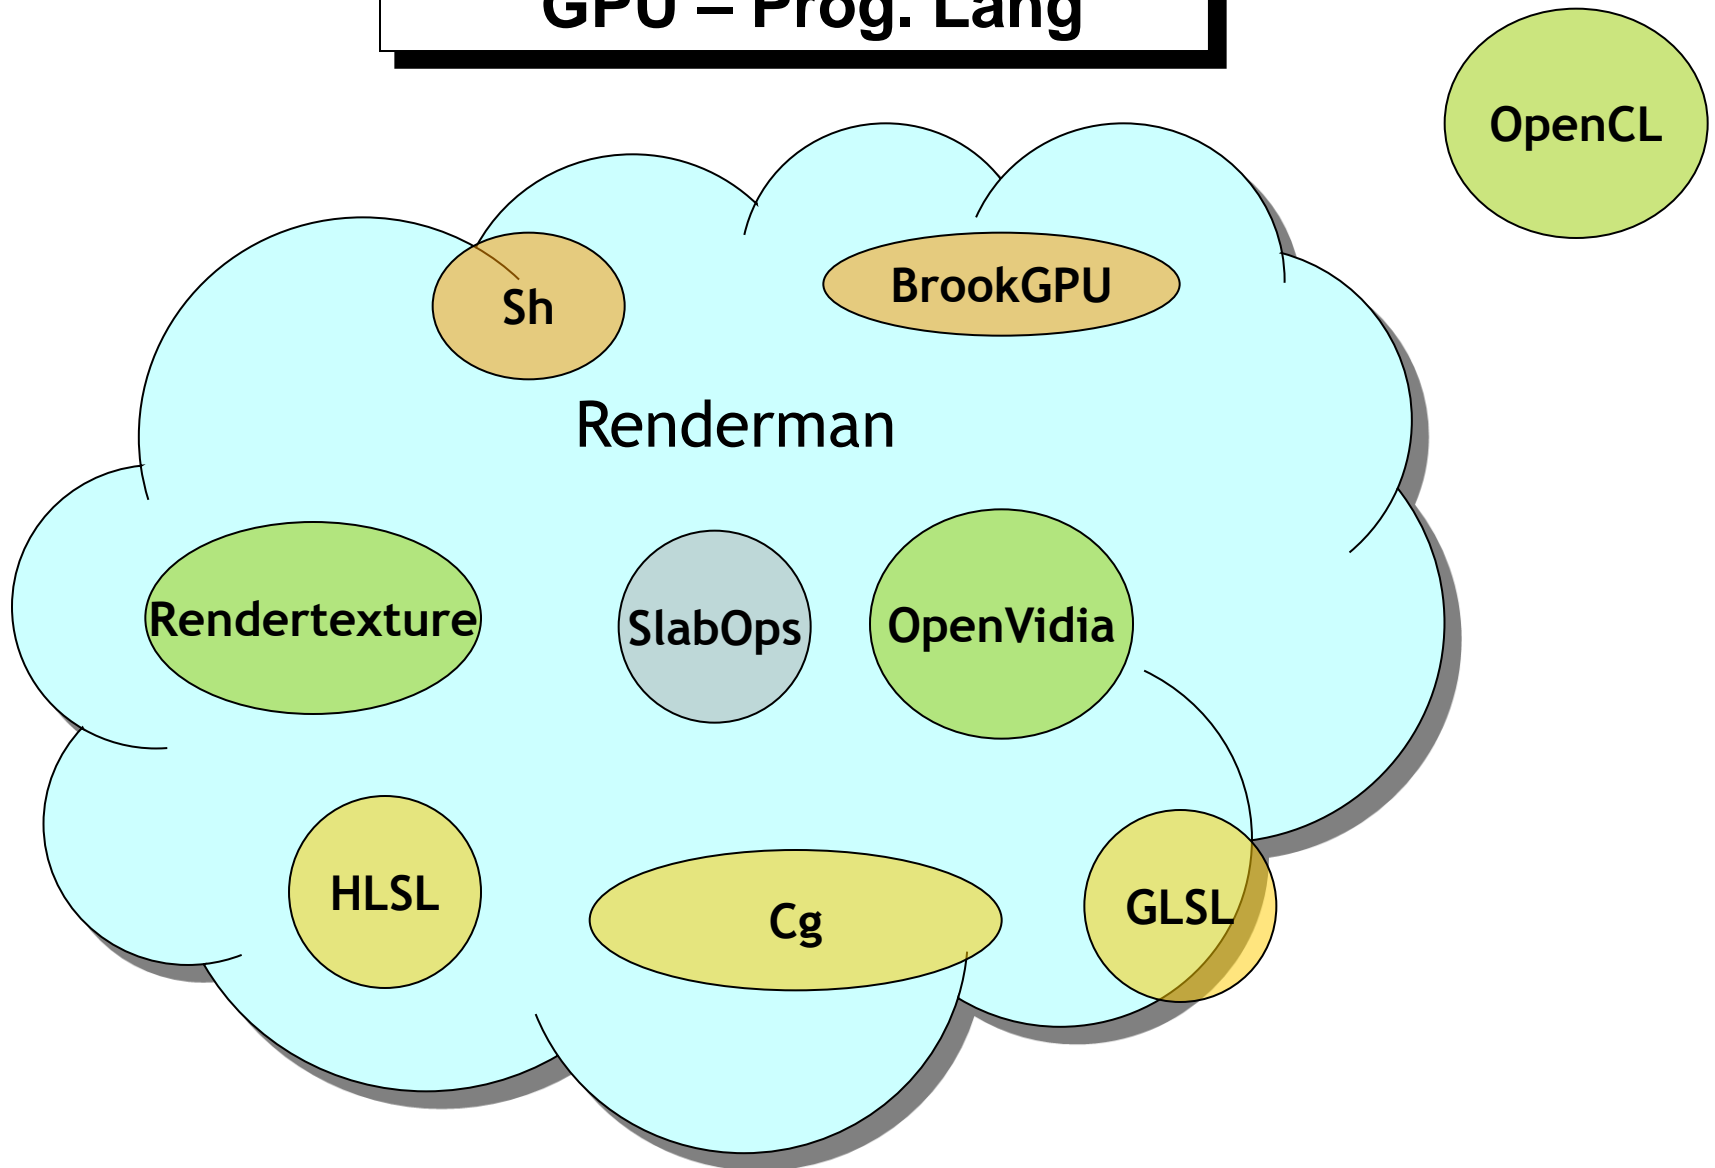 GPU – Prog. Lang
OpenCL
Sh
BrookGPU
Renderman
Rendertexture
SlabOps
OpenVidia
HLSL
Cg
GLSL